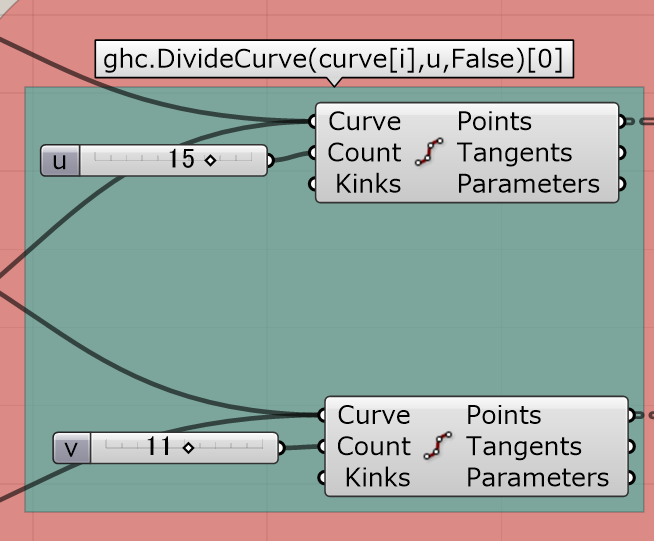 ghc.DivideCurve(curve[i],u,False)[0]
Curve Points
u 15 Count Tangents
Kinks Parameters
Curve Points
v 11 Count Tangents
Kinks Parameters